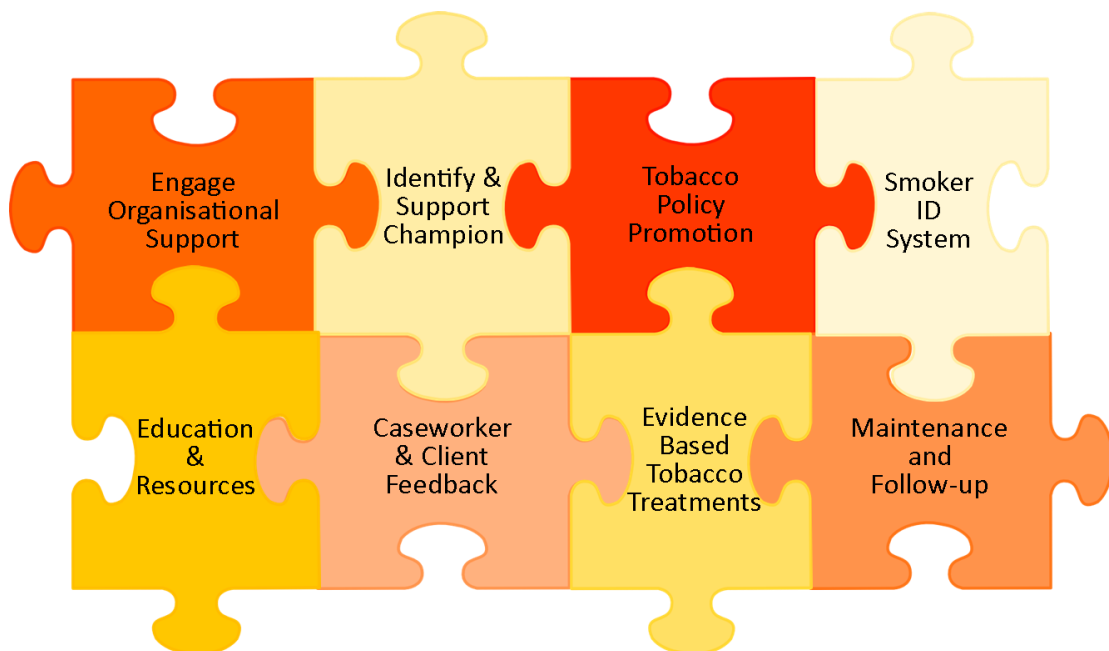 Engage
Organisational
Support
Identify &
Support
Champion
Tobacco
Policy
Promotion
Smoker
ID
System
Education
&
Resources
Caseworker
& Client
Feedback
Evidence
Based
Tobacco
Treatments
Maintenance
and
Follow-up